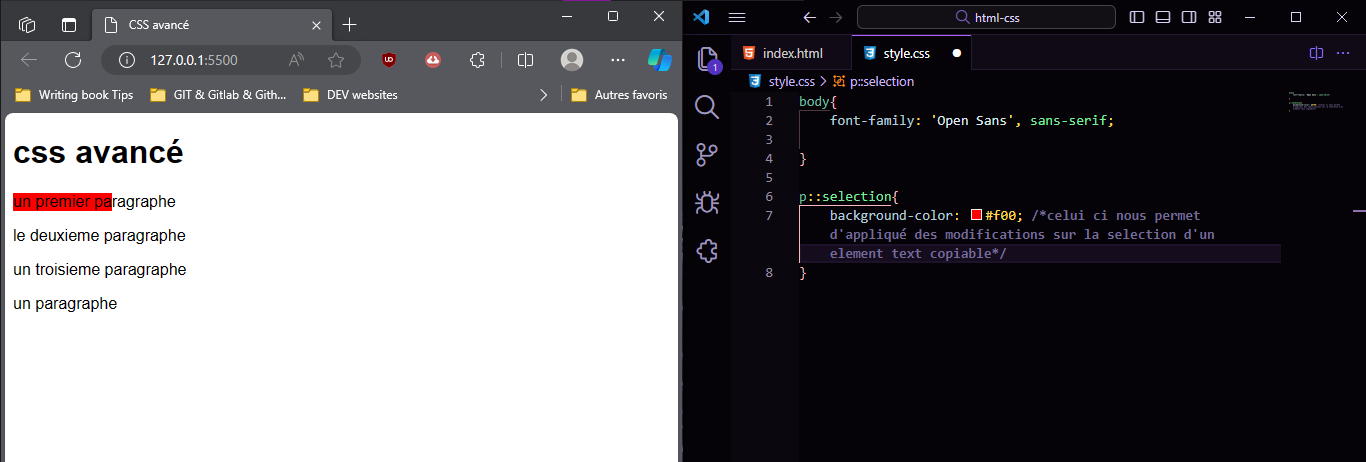 CSS avancé
127.0.0.1:5500
Writing book Tips
GIT & Gitlab & Gith...
DEV websites
Autres favoris
css avancé
un premier paragraphe
le deuxieme paragraphe
un troisieme paragraphe
un paragraphe
html-css
index.html
style.css
style.css > p::selection
1 body{
2 font-family: 'Open Sans', sans-serif;
3
4 }
5
6 p::selection{
7 background-color: #f00; /*celui ci nous permet
d'appliqué des modifications sur la selection d'un
element text copiable*/
8 }
1